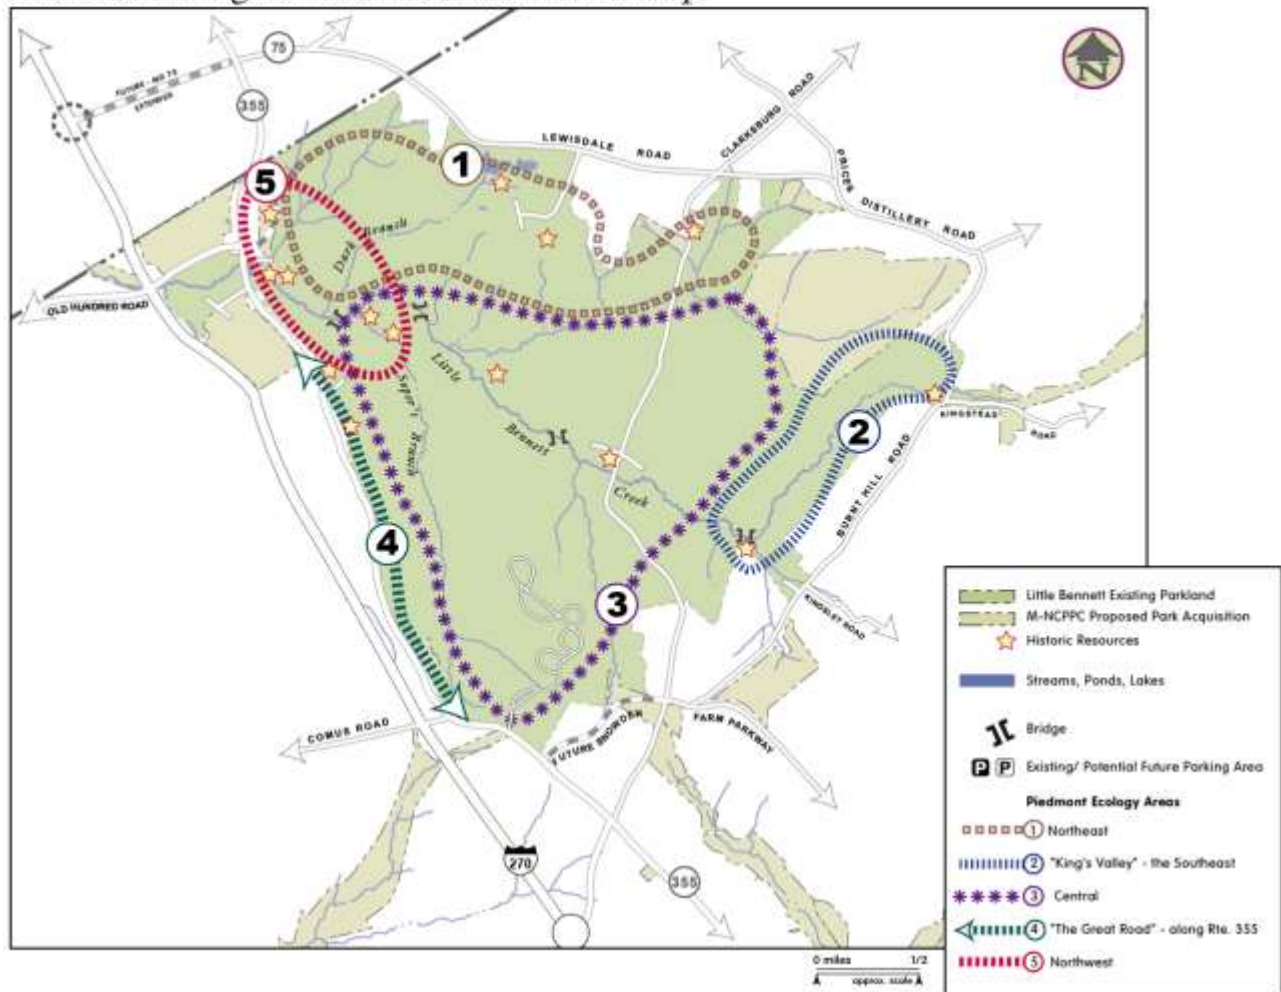 N
75
FUTURE - MD 75
EXTENDED
355
LEWISDALE ROAD
CLARKSBURG ROAD
PRICES DISTILLERY ROAD
1
5
Dark Branch
OLD HUNDRED ROAD
Little Bennett Creek
Sopor's Branch
2
KINGSTEAD ROAD
BURNT HILL ROAD
4
3
KINGSLEY ROAD
COMUS ROAD
FUTURE SNOWDEN FARM PARKWAY
270
355
Little Bennett Existing Parkland
M-NCPPC Proposed Park Acquisition
Historic Resources
Streams, Ponds, Lakes
Bridge
P P Existing/ Potential Future Parking Area
Piedmont Ecology Areas
1 Northeast
2 "King's Valley" - the Southeast
3 Central
4 "The Great Road" - along Rte. 355
5 Northwest
0 miles 1/2
approx. scale